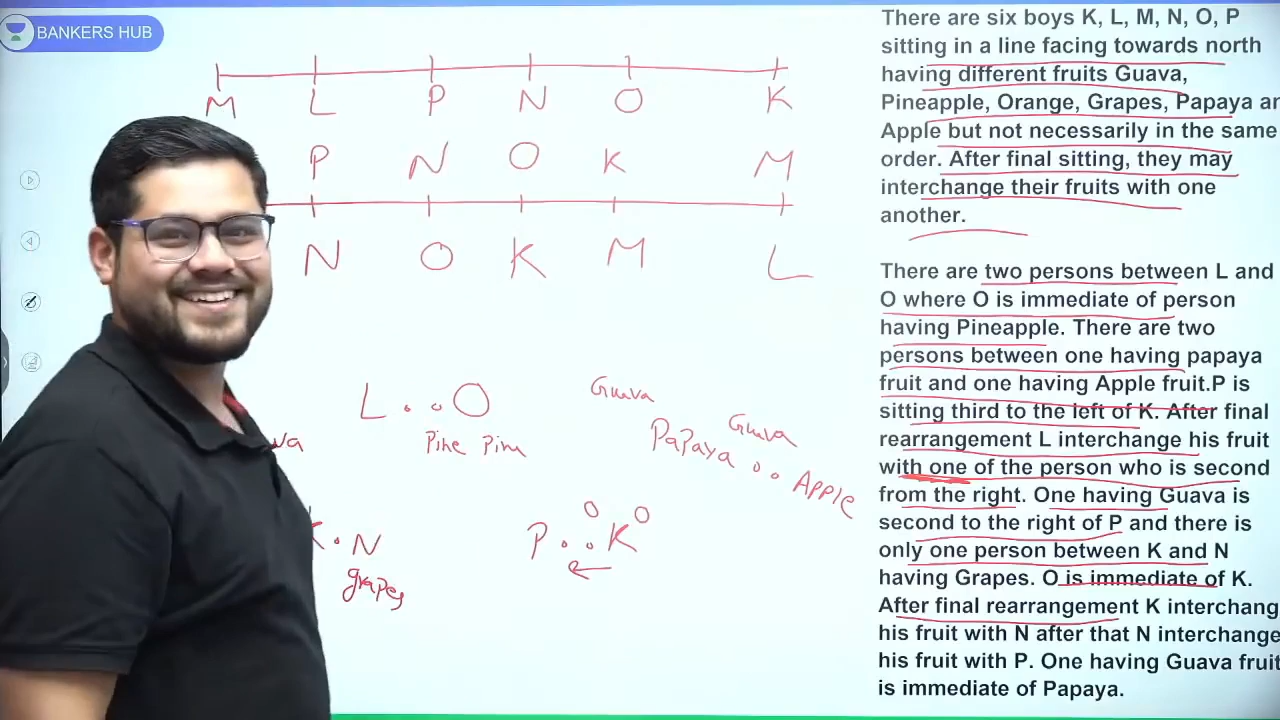 BANKERS HUB
M L P N O K
P N O K M
N O K M L
L . . . O
Pine Pine
Guava
Papaya . . Apple
Guava
K . N
grapes
P . . K
O O
There are six boys K, L, M, N, O, P
sitting in a line facing towards north
having different fruits Guava,
Pineapple, Orange, Grapes, Papaya an
Apple but not necessarily in the same
order. After final sitting, they may
interchange their fruits with one
another.
There are two persons between L and
O where O is immediate of person
having Pineapple. There are two
persons between one having papaya
fruit and one having Apple fruit.P is
sitting third to the left of K. After final
rearrangement L interchange his fruit
with one of the person who is second
from the right. One having Guava is
second to the right of P and there is
only one person between K and N
having Grapes. O is immediate of K.
After final rearrangement K interchang
his fruit with N after that N interchange
his fruit with P. One having Guava fruit
is immediate of Papaya.